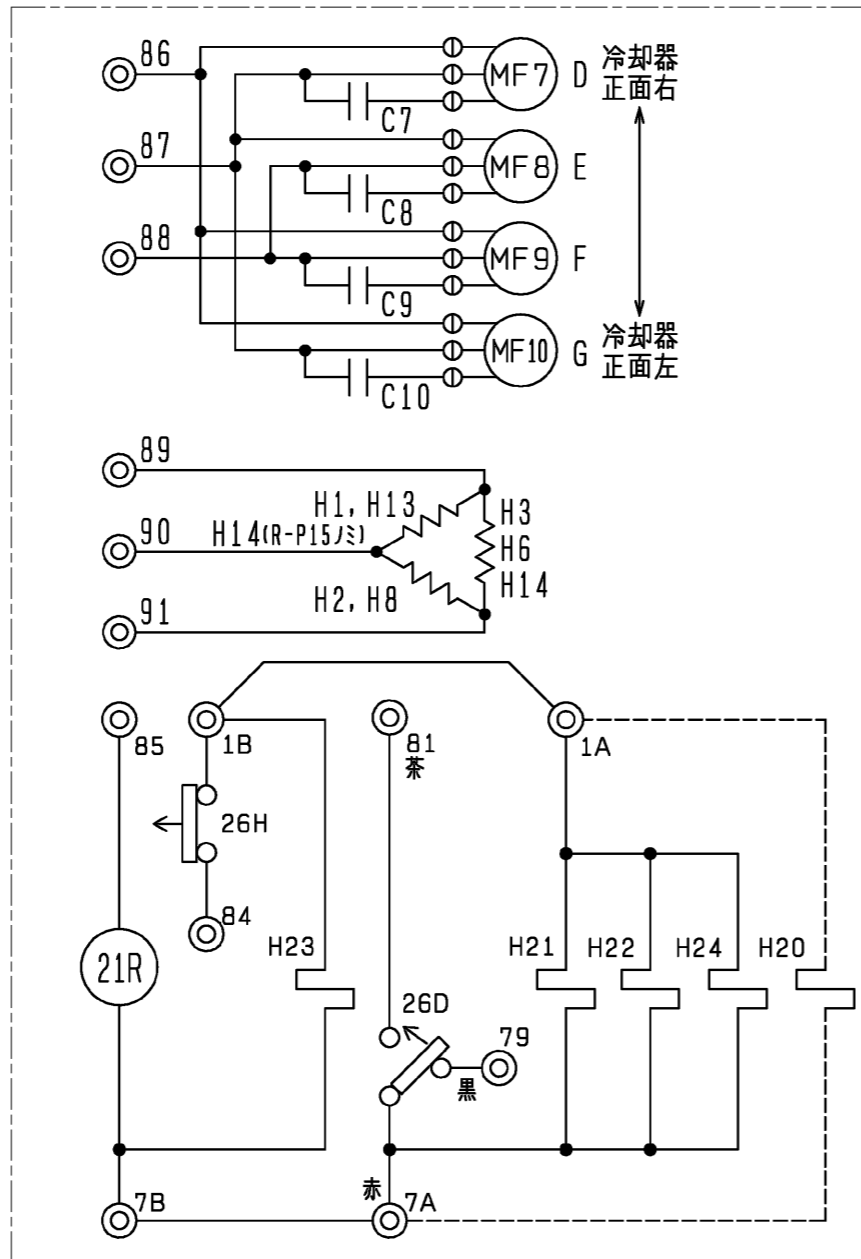 86
MF7
D
冷却器
正面右
C7
87
MF8
E
C8
88
MF9
F
C9
MF10
G
冷却器
正面左
C10
89
H1, H13
H3
90
H14(R-P15ノミ)
H6
H2, H8
H14
91
85
1B
81
茶
1A
26H
84
H23
H21
H22
H24
H20
21R
26D
79
黒
赤
7B
7A